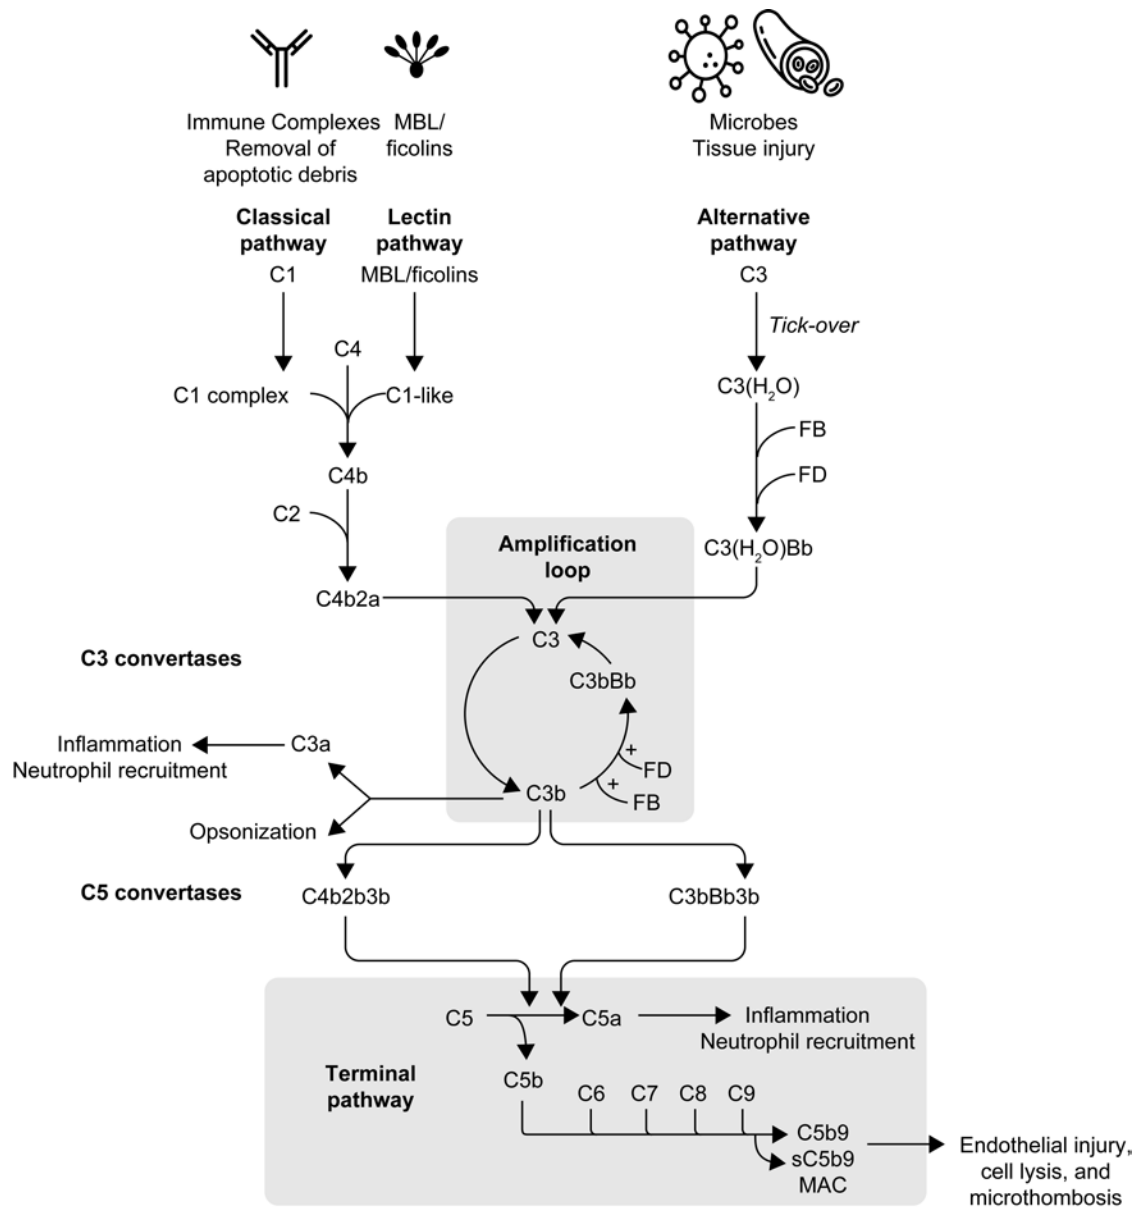 Immune Complexes
Removal of
apoptotic debris
MBL/
ficolins
Microbes
Tissue injury
Classical
pathway
Lectin
pathway
Alternative
pathway
C1
MBL/ficolins
C3
Tick-over
C4
C1 complex
C1-like
C3(H₂O)
FB
C4b
FD
C2
C3(H₂O)Bb
Amplification
loop
C4b2a
C3
C3 convertases
C3bBb
C3a
Inflammation
Neutrophil recruitment
+
FD
+
FB
C3b
Opsonization
C5 convertases
C4b2b3b
C3bBb3b
C5
C5a
Inflammation
Neutrophil recruitment
Terminal
pathway
C5b
C6
C7
C8
C9
C5b9
sC5b9
MAC
Endothelial injury,
cell lysis, and
microthombosis